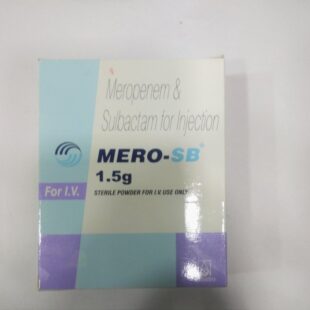 Meropenem &
Sulbactam for Injection
MERO-SB®
1.5g
For I.V.
STERILE POWDER FOR I.V. USE ONLY